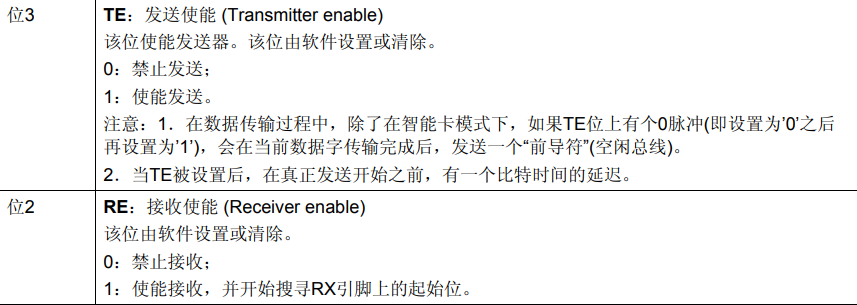 位3
TE：发送使能 (Transmitter enable)
该位使能发送器。该位由软件设置或清除。
0：禁止发送；
1：使能发送。
注意：1．在数据传输过程中，除了在智能卡模式下，如果TE位上有个0脉冲(即设置为’0’之后
再设置为’1’)，会在当前数据字传输完成后，发送一个“前导符”(空闲总线)。
2．当TE被设置后，在真正发送开始之前，有一个比特时间的延迟。
位2
RE：接收使能 (Receiver enable)
该位由软件设置或清除。
0：禁止接收；
1：使能接收，并开始搜寻RX引脚上的起始位。